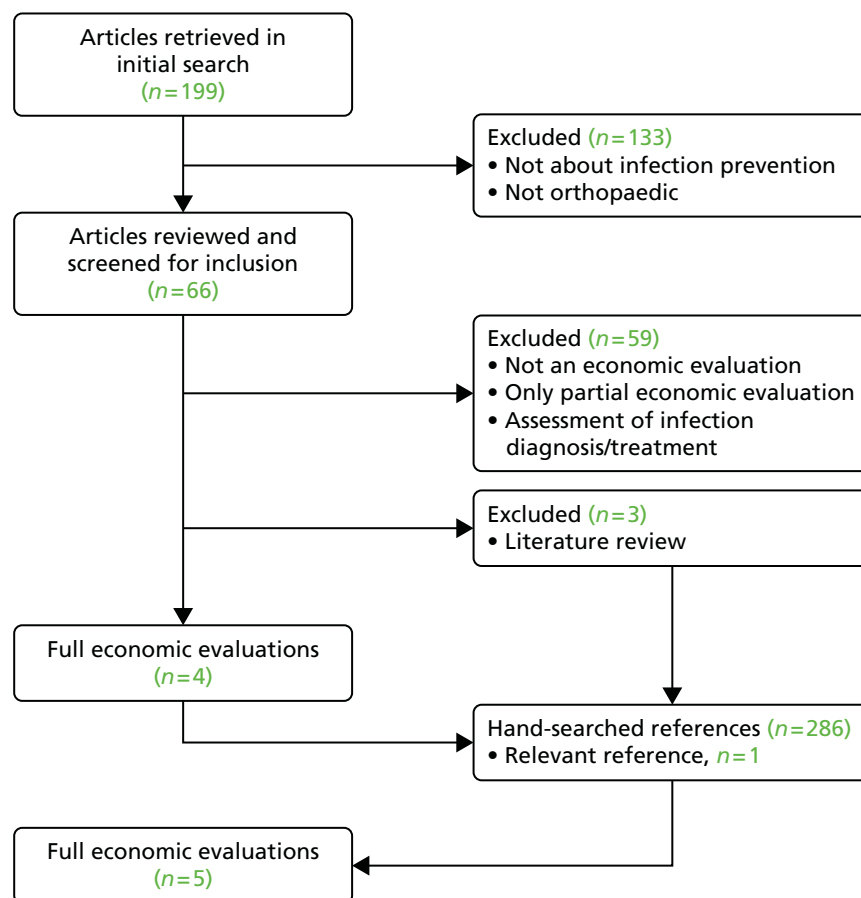 Articles retrieved in
initial search
(n=199)
Excluded (n=133)
• Not about infection prevention
• Not orthopaedic
Articles reviewed and
screened for inclusion
(n=66)
Excluded (n=59)
• Not an economic evaluation
• Only partial economic evaluation
• Assessment of infection
diagnosis/treatment
Excluded (n=3)
• Literature review
Full economic evaluations
(n=4)
Hand-searched references (n=286)
• Relevant reference, n=1
Full economic evaluations
(n=5)